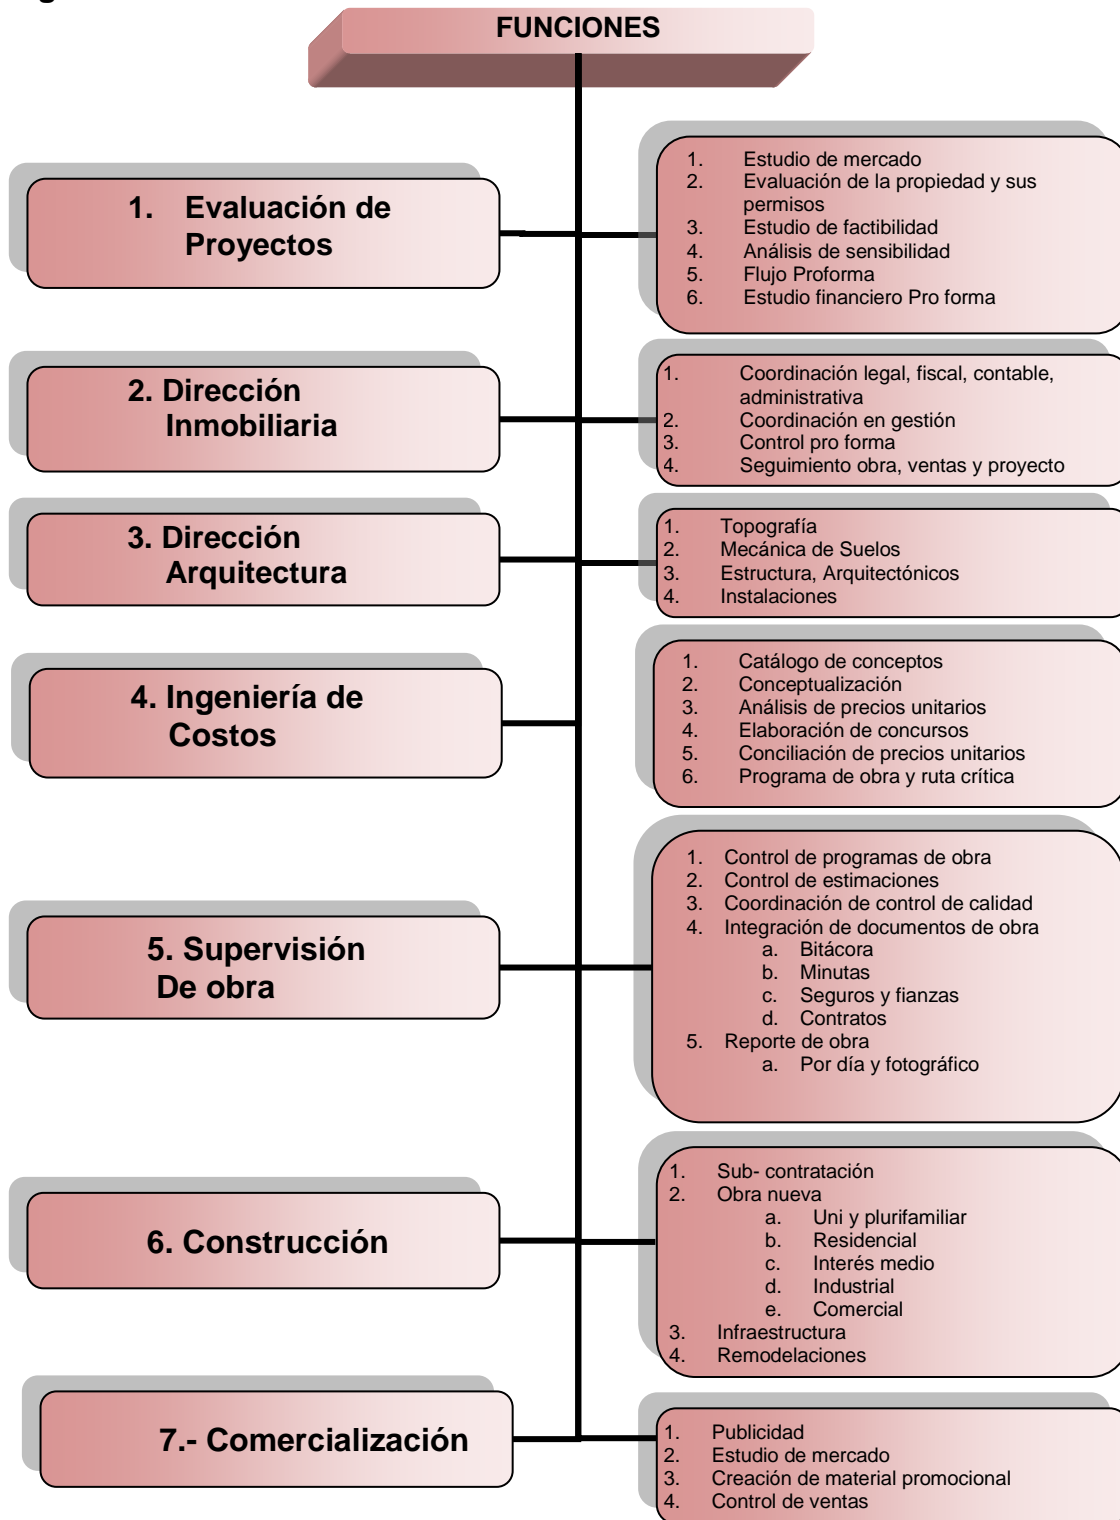 FUNCIONES
1. Evaluación de
Proyectos
1. Estudio de mercado
2. Evaluación de la propiedad y sus
permisos
3. Estudio de factibilidad
4. Análisis de sensibilidad
5. Flujo Proforma
6. Estudio financiero Pro forma
2. Dirección
Inmobiliaria
1. Coordinación legal, fiscal, contable,
administrativa
2. Coordinación en gestión
3. Control pro forma
4. Seguimiento obra, ventas y proyecto
3. Dirección
Arquitectura
1. Topografía
2. Mecánica de Suelos
3. Estructura, Arquitectónicos
4. Instalaciones
4. Ingeniería de
Costos
1. Catálogo de conceptos
2. Conceptualización
3. Análisis de precios unitarios
4. Elaboración de concursos
5. Conciliación de precios unitarios
6. Programa de obra y ruta crítica
5. Supervisión
De obra
1. Control de programas de obra
2. Control de estimaciones
3. Coordinación de control de calidad
4. Integración de documentos de obra
a. Bitácora
b. Minutas
c. Seguros y fianzas
d. Contratos
5. Reporte de obra
a. Por día y fotográfico
6. Construcción
1. Sub- contratación
2. Obra nueva
a. Uni y plurifamiliar
b. Residencial
c. Interés medio
d. Industrial
e. Comercial
3. Infraestructura
4. Remodelaciones
7.- Comercialización
1. Publicidad
2. Estudio de mercado
3. Creación de material promocional
4. Control de ventas